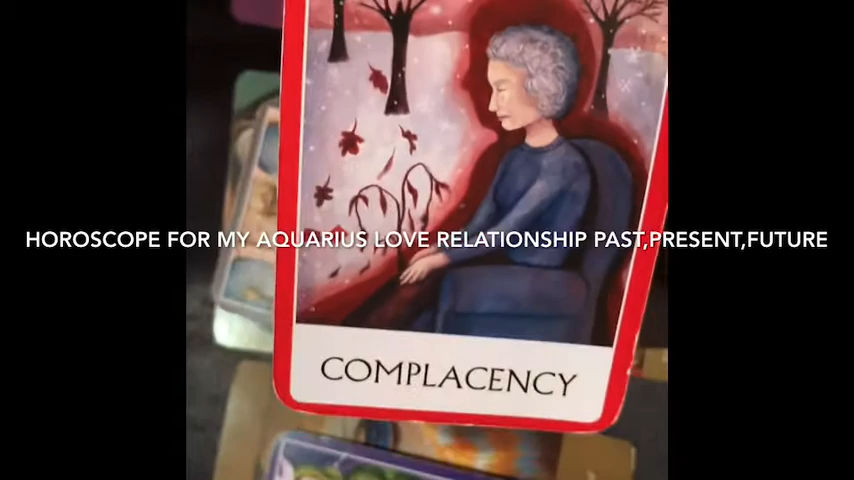 HOROSCOPE FOR MY AQUARIUS LOVE RELATIONSHIP PAST,PRESENT,FUTURE
COMPLACENCY